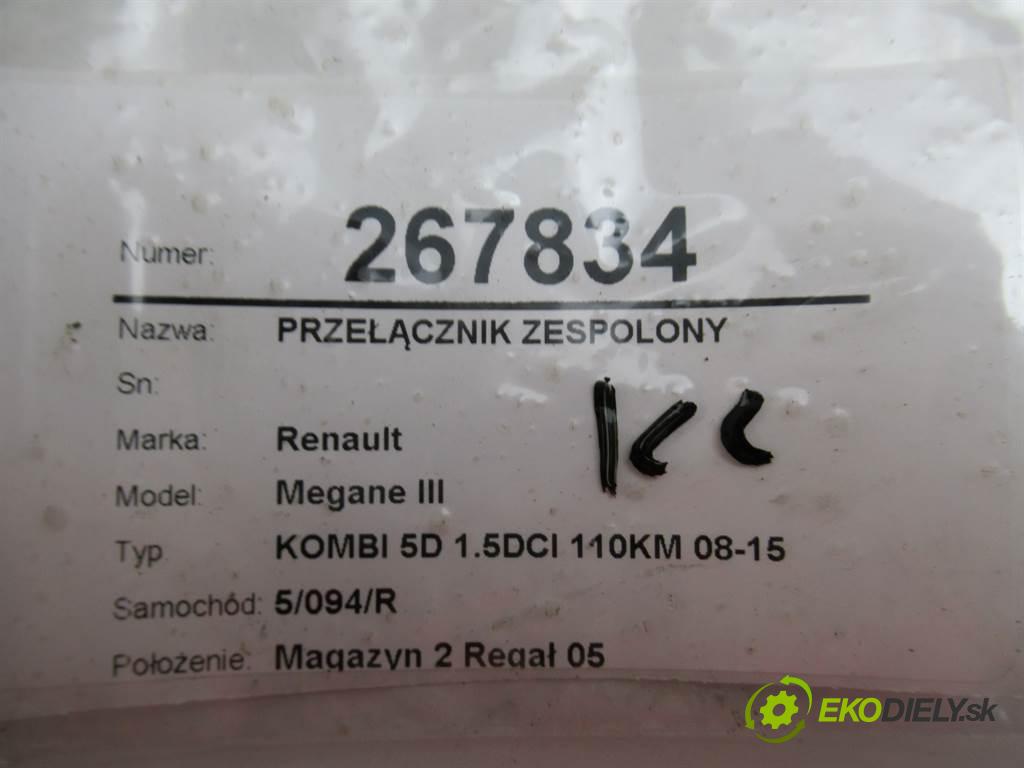 Numer: 267834
Nazwa: PRZEŁĄCZNIK ZESPOLONY
Sn:
Marka: Renault
Model: Megane III
Typ KOMBI 5D 1.5DCI 110KM 08-15
Samochód: 5/094/R
Położenie: Magazyn 2 Regał 05
EKODIELY.sk